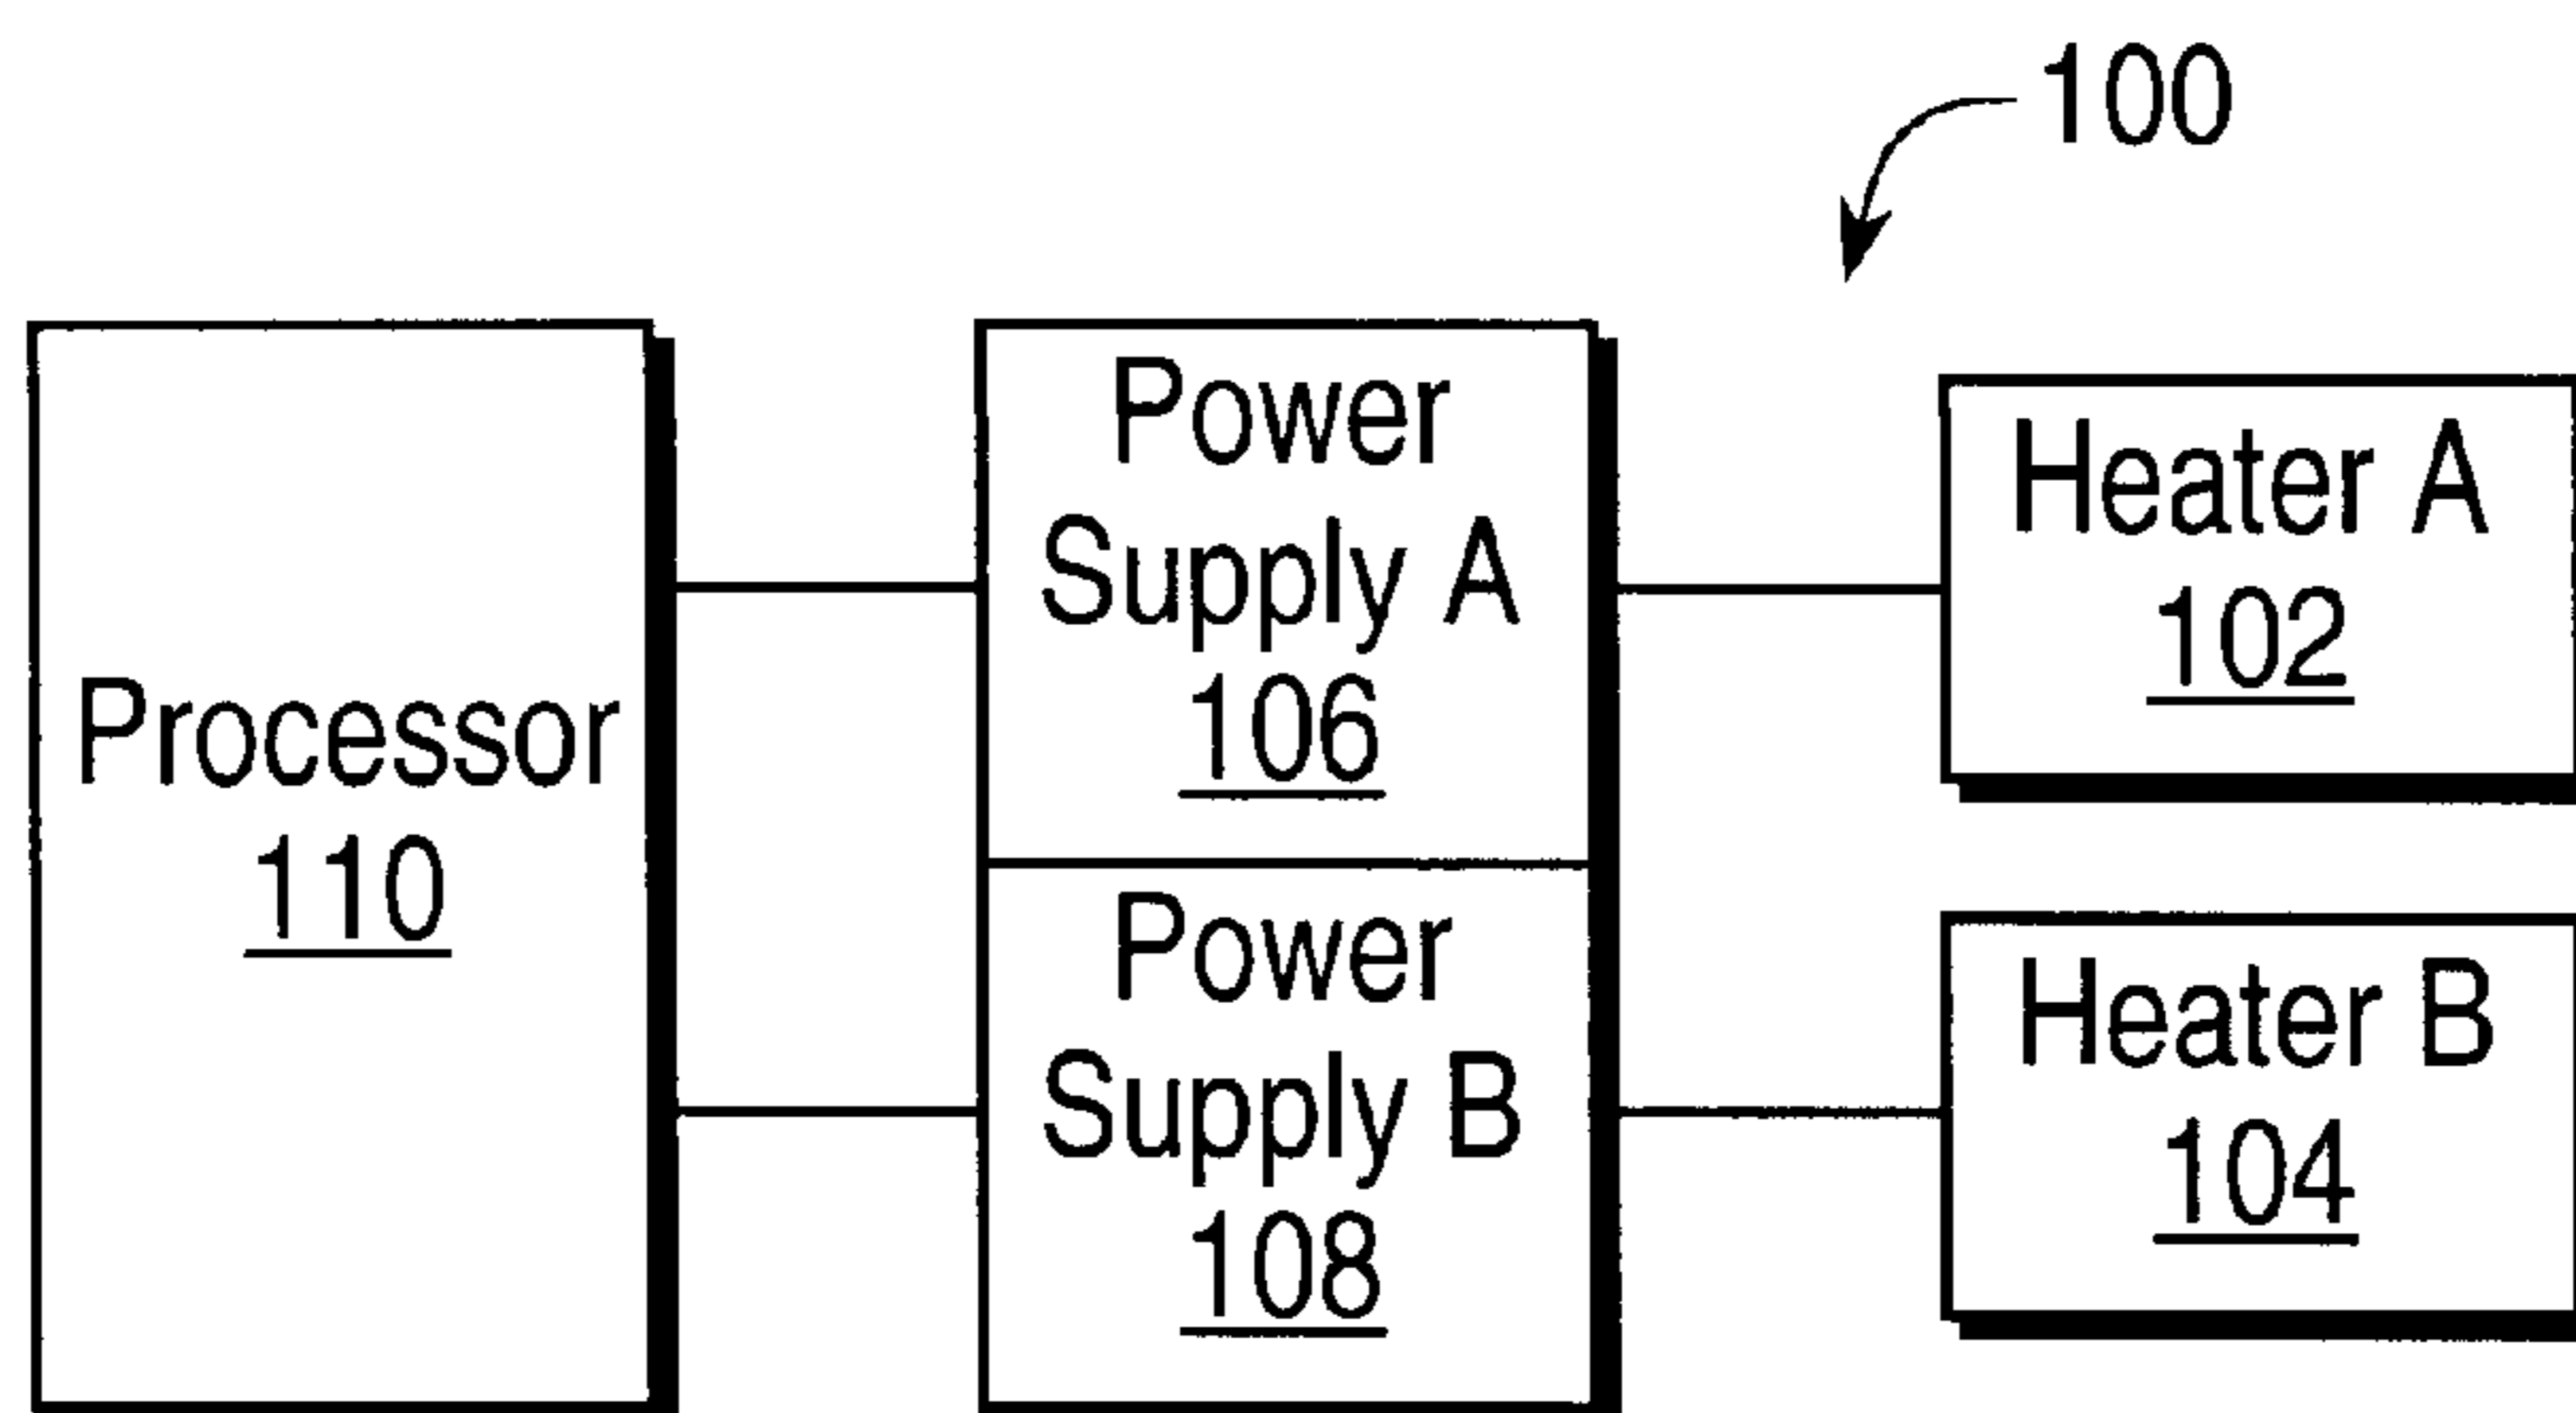 100
Processor
110
Power
Supply A
106
Power
Supply B
108
Heater A
102
Heater B
104